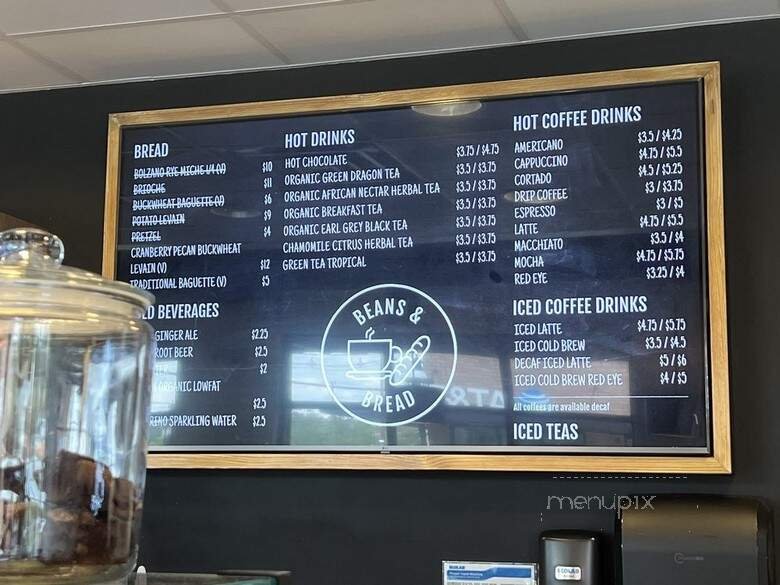 BREAD
BOLZANO RYE MICHE 1/4 (V) $10
BRIOCHE $11
BUCKWHEAT BAGUETTE (V) $6
POTATO LEVAIN $9
PRETZEL $4
CRANBERRY PECAN BUCKWHEAT
LEVAIN (V) $12
TRADITIONAL BAGUETTE (V) $5
BEVERAGES
GINGER ALE $2.25
ROOT BEER $2.5
$2
ORGANIC LOWFAT
$2.5
SPARKLING WATER $2.5
HOT DRINKS
HOT CHOCOLATE $3.75 / $4.75
ORGANIC GREEN DRAGON TEA $3.5 / $3.75
ORGANIC AFRICAN NECTAR HERBAL TEA $3.5 / $3.75
ORGANIC BREAKFAST TEA $3.5 / $3.75
ORGANIC EARL GREY BLACK TEA $3.5 / $3.75
CHAMOMILE CITRUS HERBAL TEA $3.5 / $3.75
GREEN TEA TROPICAL $3.5 / $3.75
BEANS &
BREAD
HOT COFFEE DRINKS
AMERICANO $3.5 / $4.25
CAPPUCCINO $4.75 / $5.5
CORTADO $4.5 / $5.25
DRIP COFFEE $3 / $3.75
ESPRESSO $3 / $5
LATTE $4.75 / $5.5
MACCHIATO $3.5 / $4
MOCHA $4.75 / $5.75
RED EYE $3.25 / $4
ICED COFFEE DRINKS
ICED LATTE $4.75 / $5.75
ICED COLD BREW $3.5 / $4.5
DECAF ICED LATTE $5 / $6
ICED COLD BREW RED EYE $4 / $5
All coffees are available decaf
ICED TEAS
menupix
ECOLAB